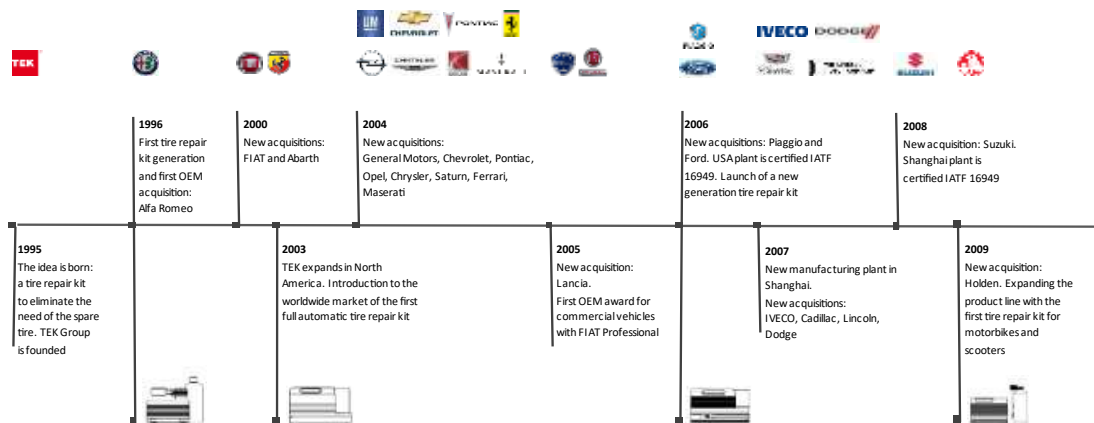 GM
CHEVROLET
PONTIAC
IVECO DODGE
TEK
CHRYSLER
SUZUKI
1996
First tire repair
kit generation
and first OEM
acquisition:
Alfa Romeo
2000
New acquisitions:
FIAT and Abarth
2004
New acquisitions:
General Motors, Chevrolet, Pontiac,
Opel, Chrysler, Saturn, Ferrari,
Maserati
2006
New acquisitions: Piaggio and
Ford. USA plant is certified IATF
16949. Launch of a new
generation tire repair kit
2008
New acquisition: Suzuki.
Shanghai plant is
certified IATF 16949
1995
The idea is born:
a tire repair kit
to eliminate the
need of the spare
tire. TEK Group
is founded
2003
TEK expands in North
America. Introduction to the
worldwide market of the first
full automatic tire repair kit
2005
New acquisition:
Lancia.
First OEM award for
commercial vehicles
with FIAT Professional
2007
New manufacturing plant in
Shanghai.
New acquisitions:
IVECO, Cadillac, Lincoln,
Dodge
2009
New acquisition:
Holden. Expanding the
product line with the
first tire repair kit for
motorbikes and
scooters